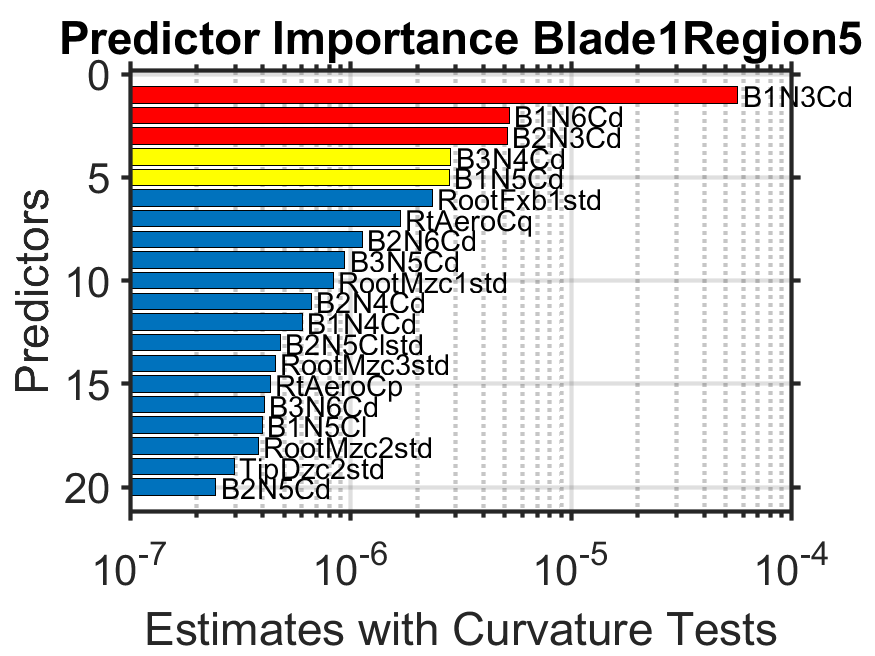 Predictor Importance Blade1Region5
0
B1N3Cd
B1N6Cd
B2N3Cd
B3N4Cd
5
B1N5Cd
RootFxb1std
RtAeroCq
B2N6Cd
B3N5Cd
10
RootMzc1std
B2N4Cd
B1N4Cd
B2N5Clstd
RootMzc3std
15
RtAeroCp
B3N6Cd
B1N5Cl
RootMzc2std
TipDzc2std
20
B2N5Cd
Predictors
10-7 10-6 10-5 10-4
Estimates with Curvature Tests